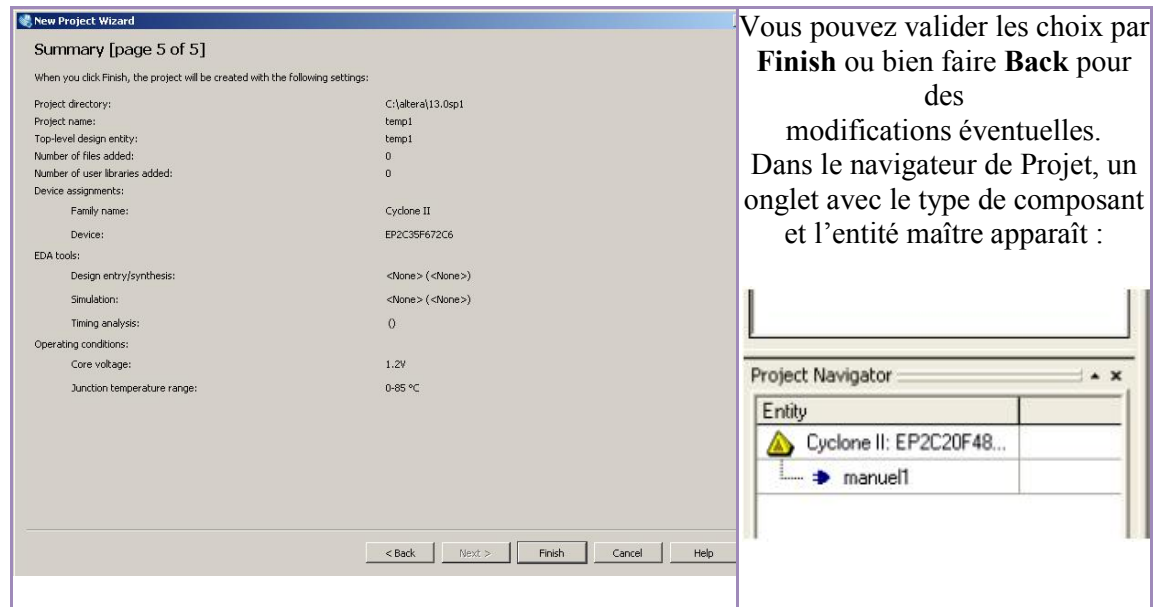 New Project Wizard
Summary [page 5 of 5]
When you click Finish, the project will be created with the following settings:
Project directory: C:\altera\13.0sp1
Project name: temp1
Top-level design entity: temp1
Number of files added: 0
Number of user libraries added: 0
Device assignments:
Family name: Cyclone II
Device: EP2C35F672C6
EDA tools:
Design entry/synthesis: <None> (<None>)
Simulation: <None> (<None>)
Timing analysis: ()
Operating conditions:
Core voltage: 1.2V
Junction temperature range: 0-85 °C
< Back Next > Finish Cancel Help
Vous pouvez valider les choix par
Finish ou bien faire Back pour
des
modifications éventuelles.
Dans le navigateur de Projet, un
onglet avec le type de composant
et l’entité maître apparaît :
Project Navigator
Entity
Cyclone II: EP2C20F48...
manuel1